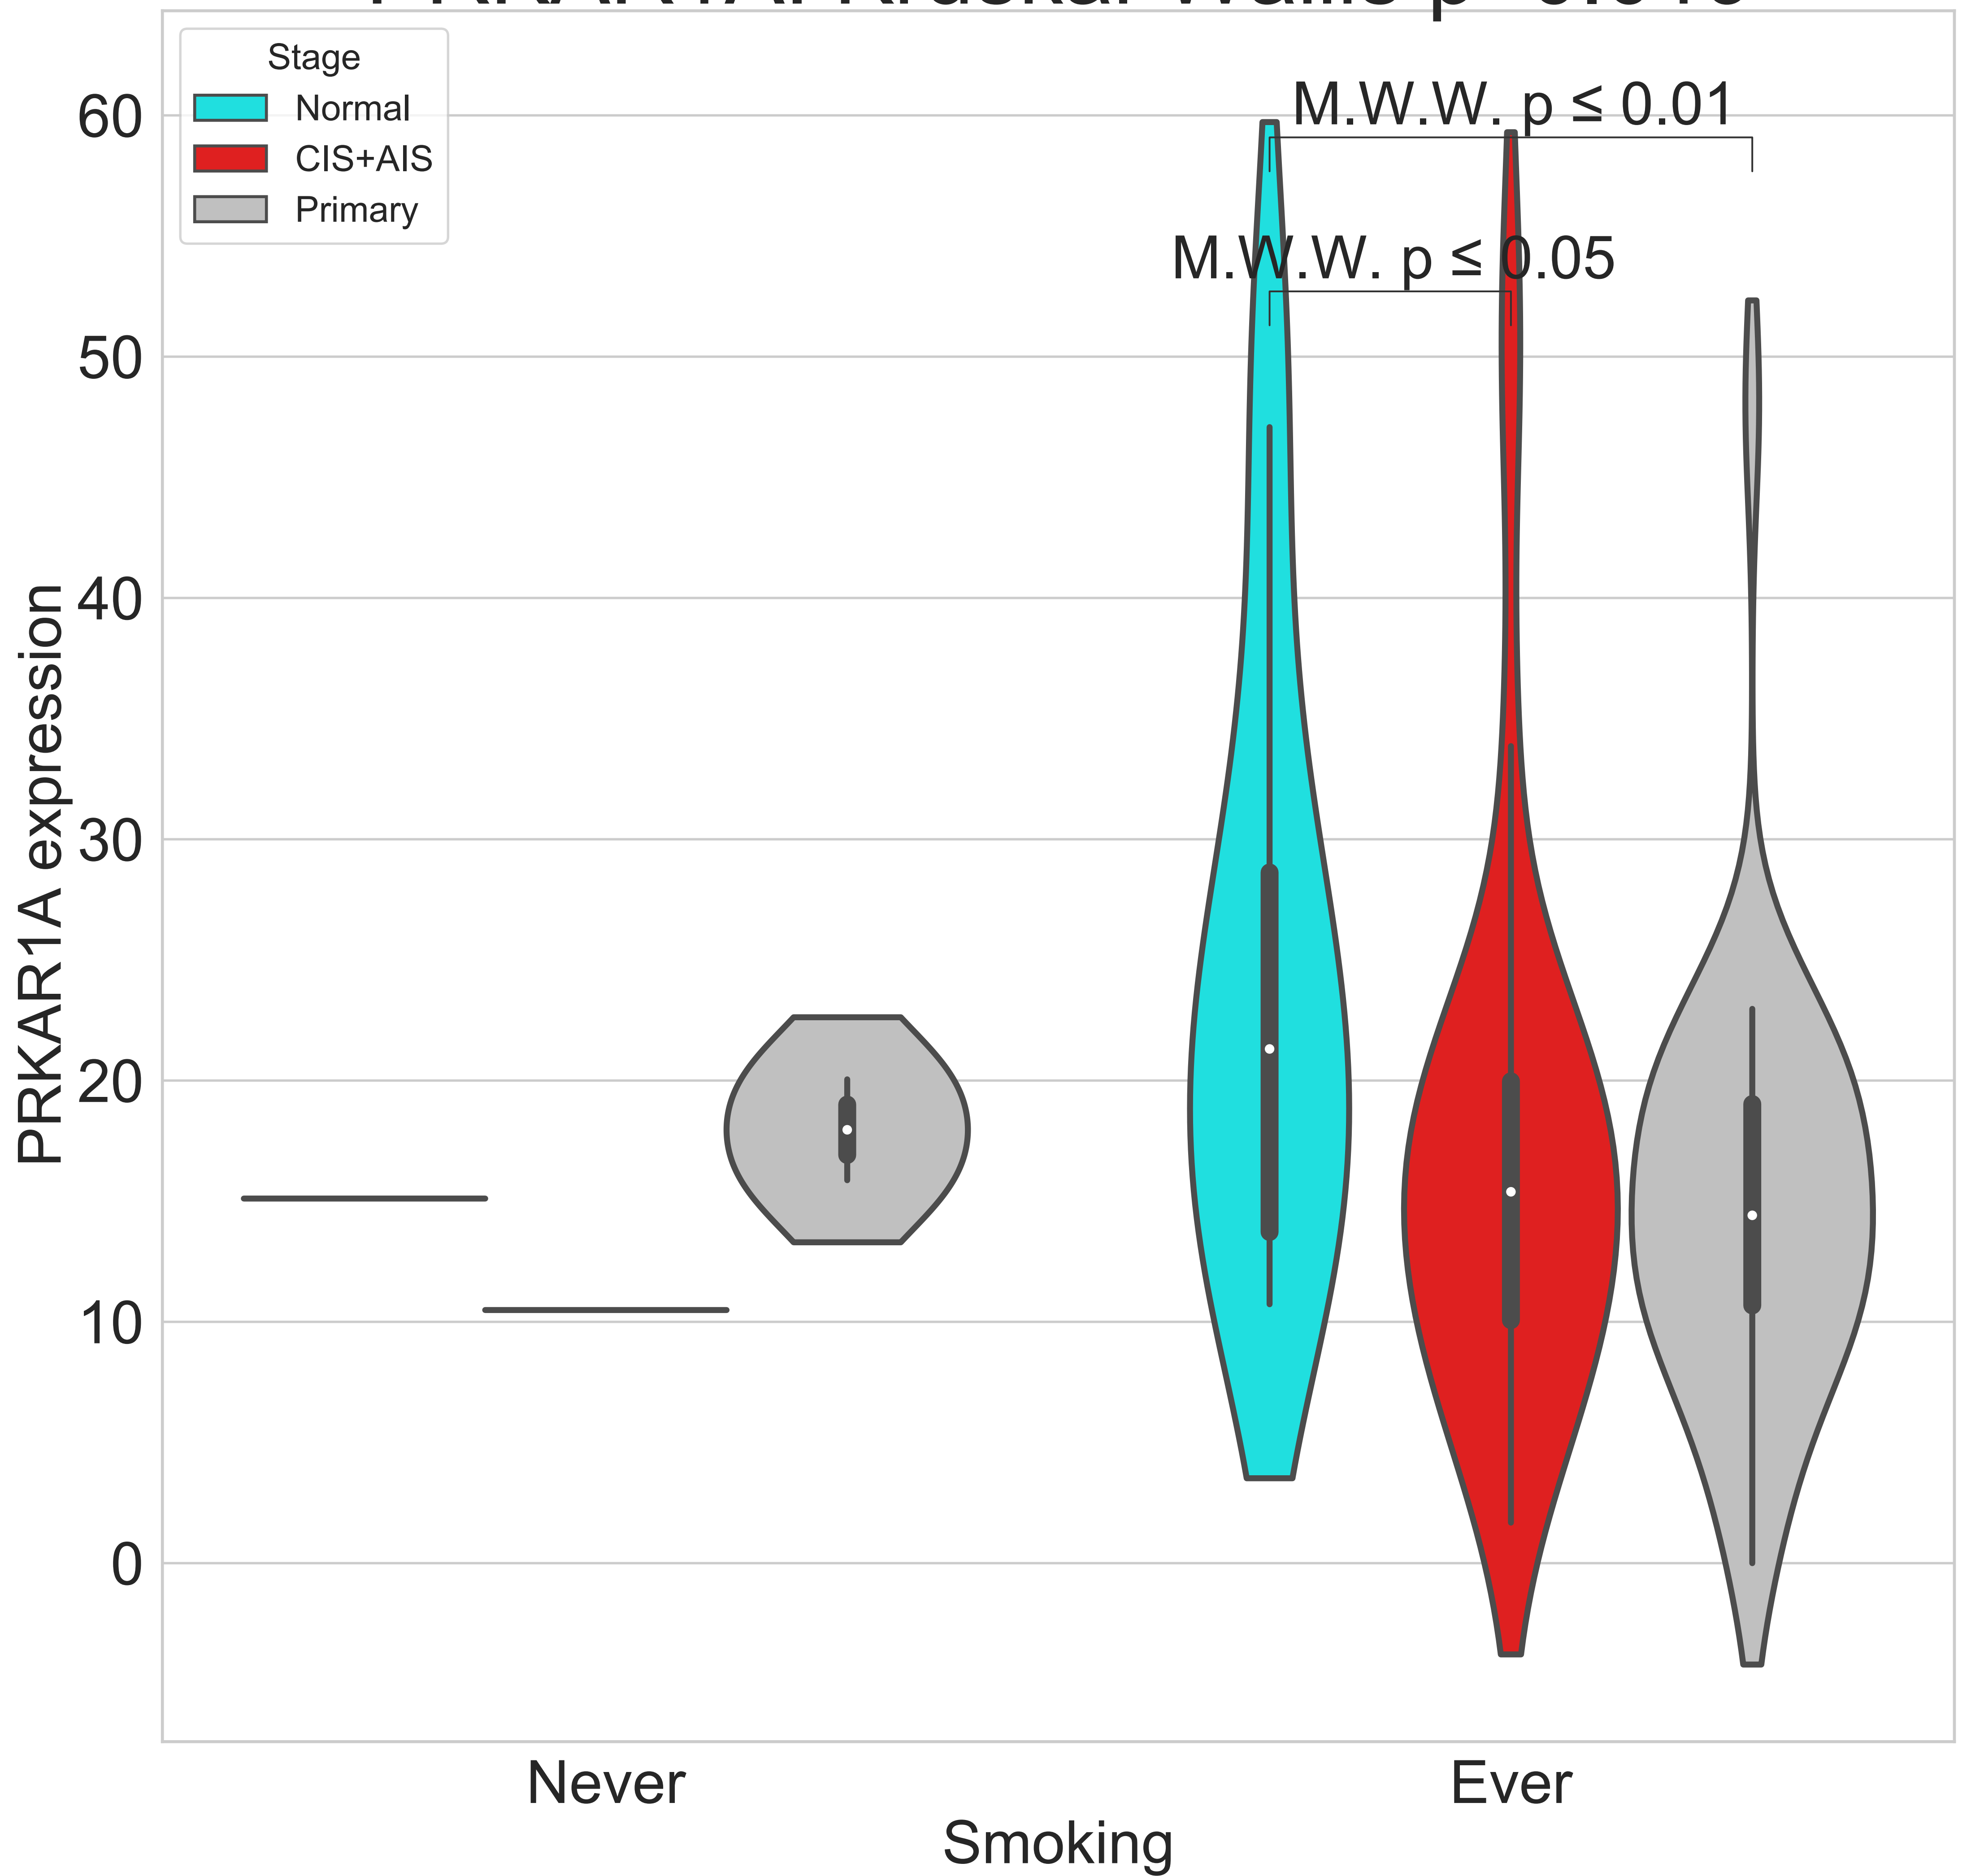 Stage
Normal
CIS+AIS
Primary
M.W.W. p ≤ 0.01
M.W.W. p ≤ 0.05
60
50
40
30
20
10
0
PRKAR1A expression
Never
Ever
Smoking